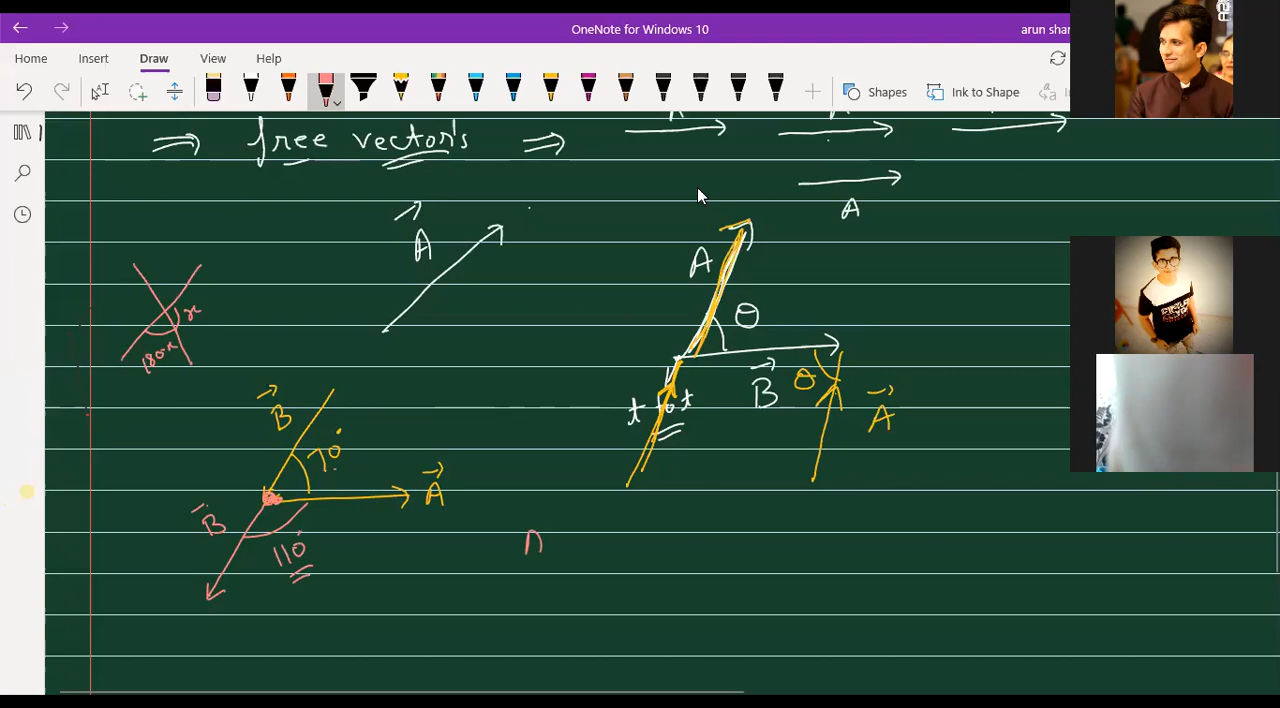 OneNote for Windows 10
arun shar
Home Insert Draw View Help
Shapes
Ink to Shape
⇒ free vector's ⇒
A
A
A
θ
180-x
x
B
θ
A
t to t
B
70°
A
B
110°